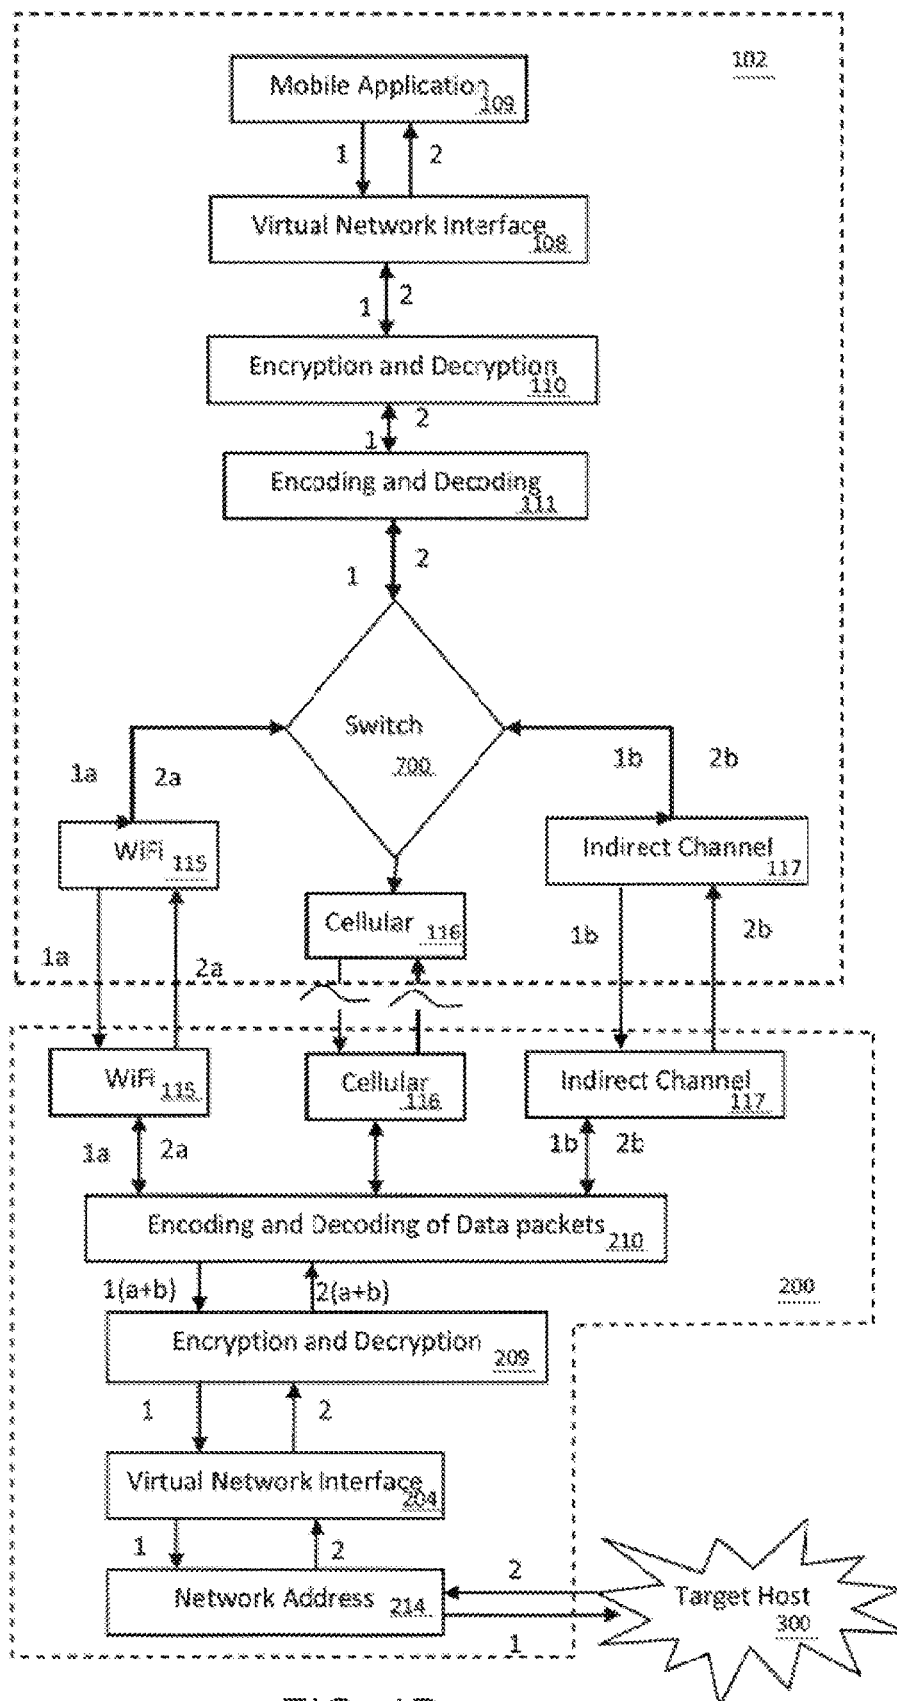 102
Mobile Application
109
1 2
Virtual Network Interface
108
1 2
Encryption and Decryption
110
1 2
Encoding and Decoding
111
1 2
Switch
700
1a 2a
1b 2b
WiFi 115
Indirect Channel
117
Cellular 116
1a 2a
1b 2b
WiFi 115
Cellular
116
Indirect Channel
117
1a 2a
1b 2b
Encoding and Decoding of Data packets
210
1(a+b) 2(a+b)
200
Encryption and Decryption
209
1 2
Virtual Network Interface
204
1 2
Network Address 214
2
1
Target Host
300